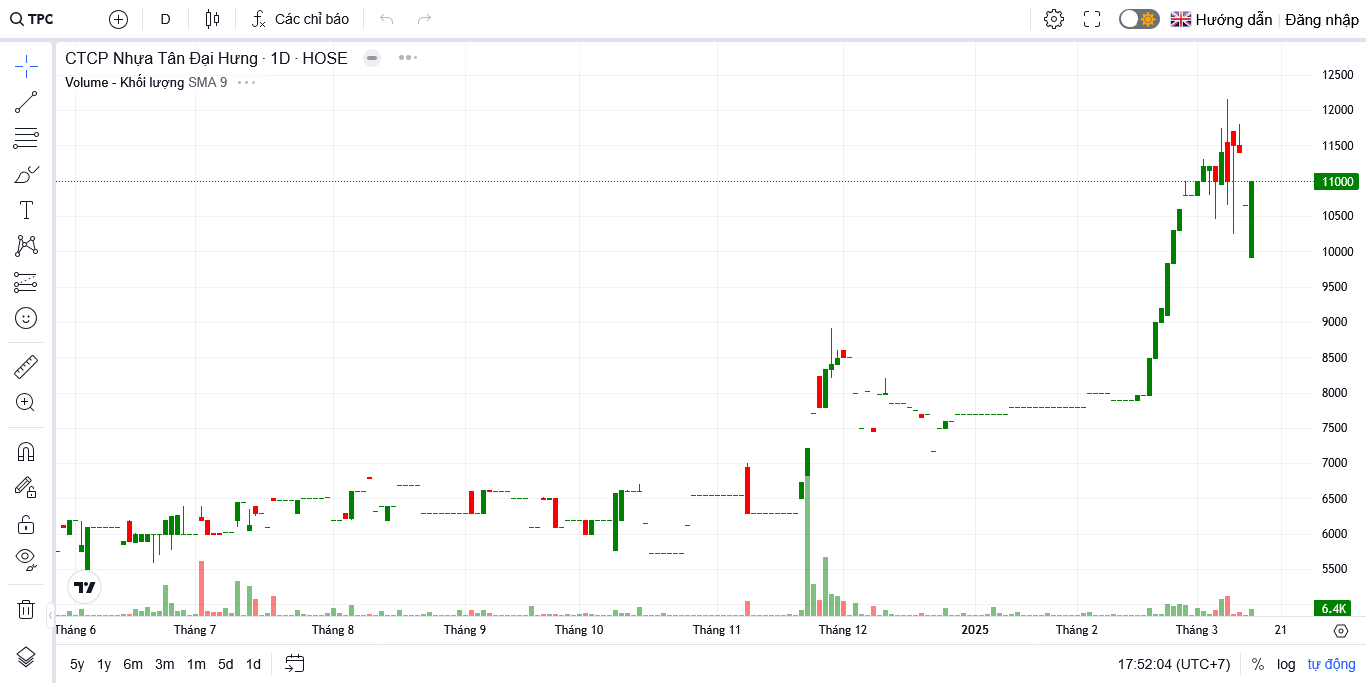 TPC D Các chỉ báo Hướng dẫn Đăng nhập
CTCP Nhựa Tân Đại Hưng · 1D · HOSE
Volume - Khối lượng SMA 9
12500
12000
11500
11000
10500
10000
9500
9000
8500
8000
7500
7000
6500
6000
5500
6.4K
Tháng 6 Tháng 7 Tháng 8 Tháng 9 Tháng 10 Tháng 11 Tháng 12 2025 Tháng 2 Tháng 3 21
5y 1y 6m 3m 1m 5d 1d 17:52:04 (UTC+7) % log tự động